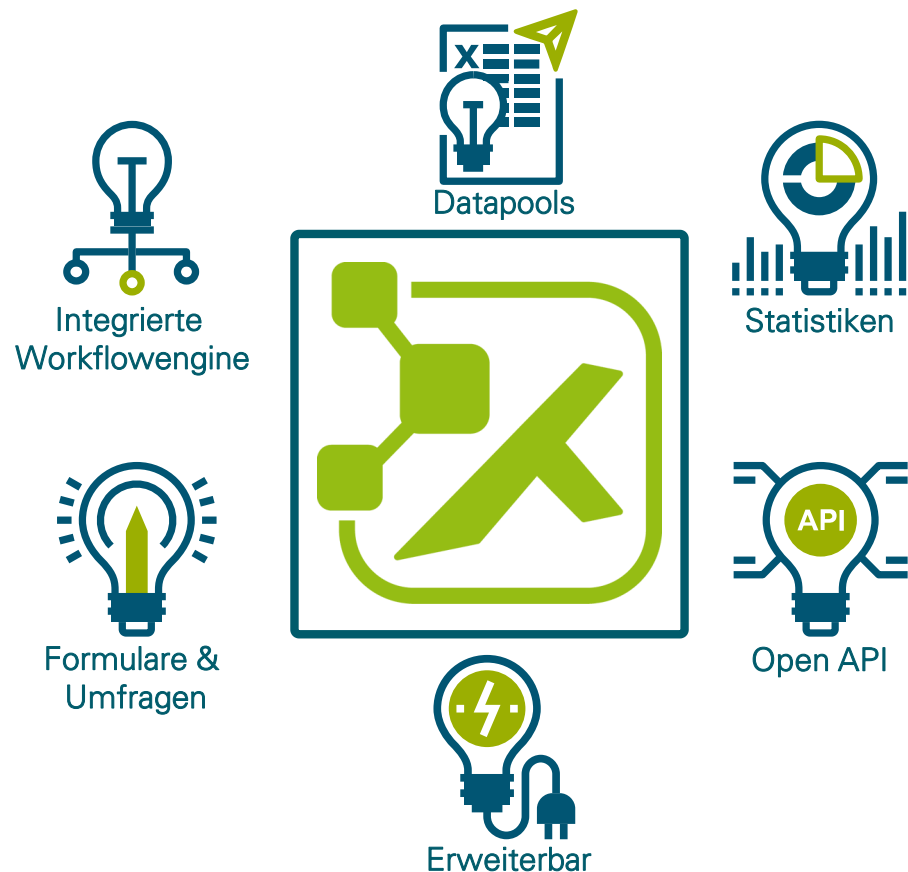 X
Datapools
Integrierte
Workflowengine
Statistiken
Formulare &
Umfragen
API
Open API
Erweiterbar